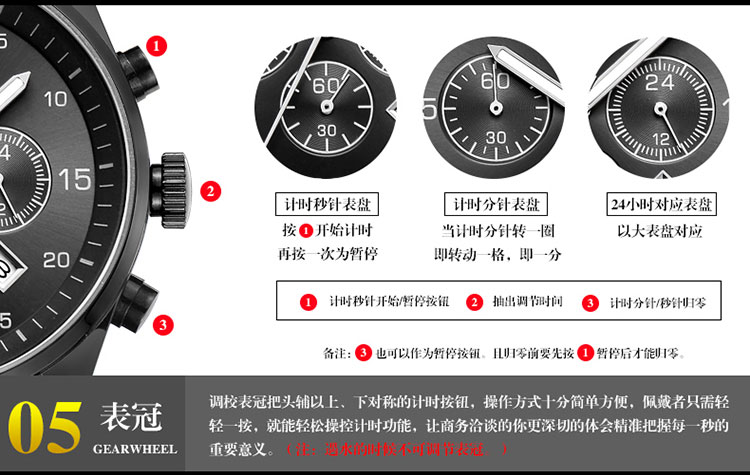 5
10
15
20
25
1
2
3
4
2
8
60
30
60
30
5
24
12
计时秒针表盘
按1开始计时
再按一次为暂停
计时分针表盘
当计时分针转一圈
即转动一格，即一分
24小时对应表盘
以大表盘对应
1 计时秒针开始/暂停按钮 2 抽出调节时间 3 计时分针/秒针归零
备注：3也可以作为暂停按钮。且归零前要先按1暂停后才能归零。
05 表冠
GEARWHEEL
调校表冠把头辅以上、下对称的计时按钮，操作方式十分简单方便，佩戴者只需轻
轻一按，就能轻松操控计时功能，让商务洽谈的你更深切的体会精准把握每一秒的
重要意义。（注：遇水的时候不可调节表冠 ）